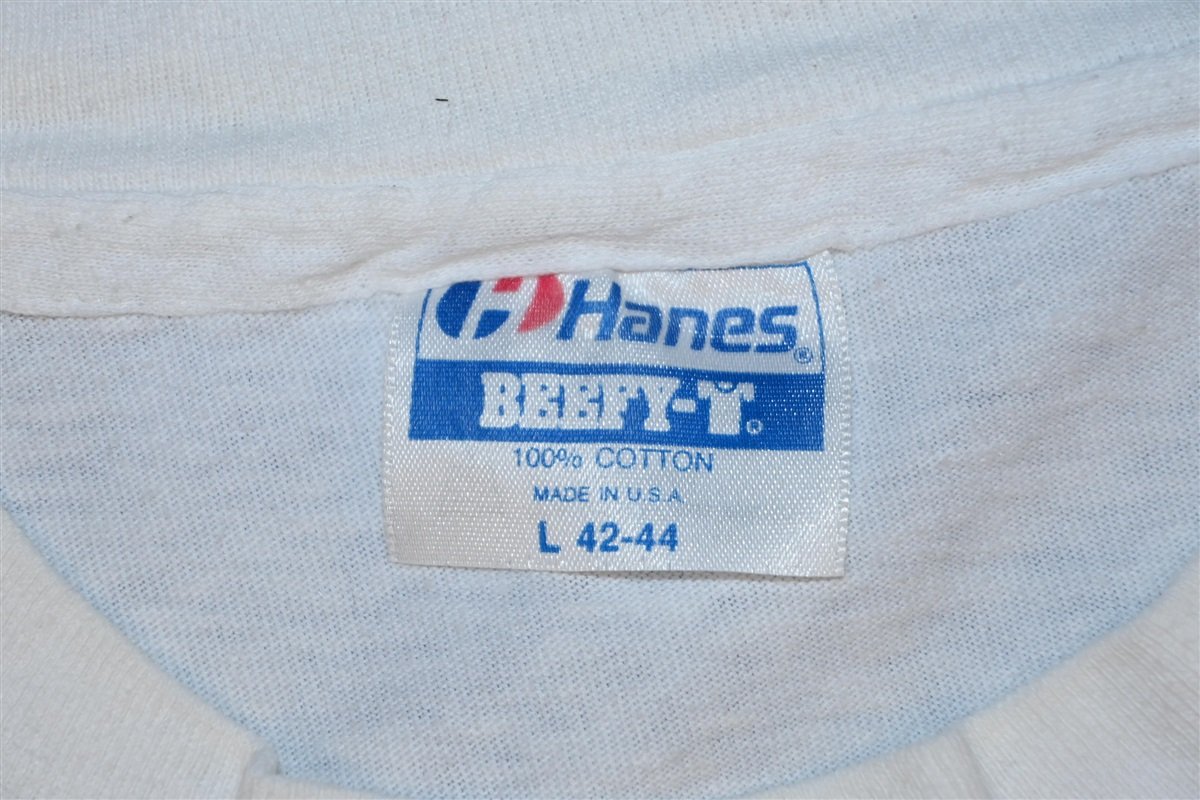 Hanes®
BEEFY-T®
100% COTTON
MADE IN U.S.A.
L 42-44